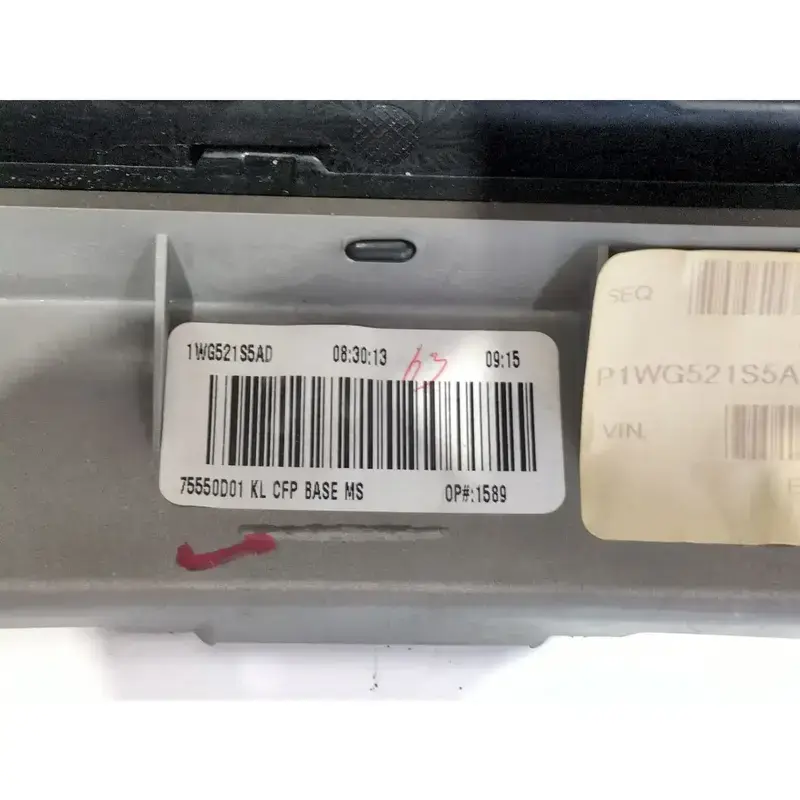 1WG521S5AD 08:30:13 63 09:15
75550D01 KL CFP BASE MS OP#:1589
SEQ
P1WG521S5A
VIN.